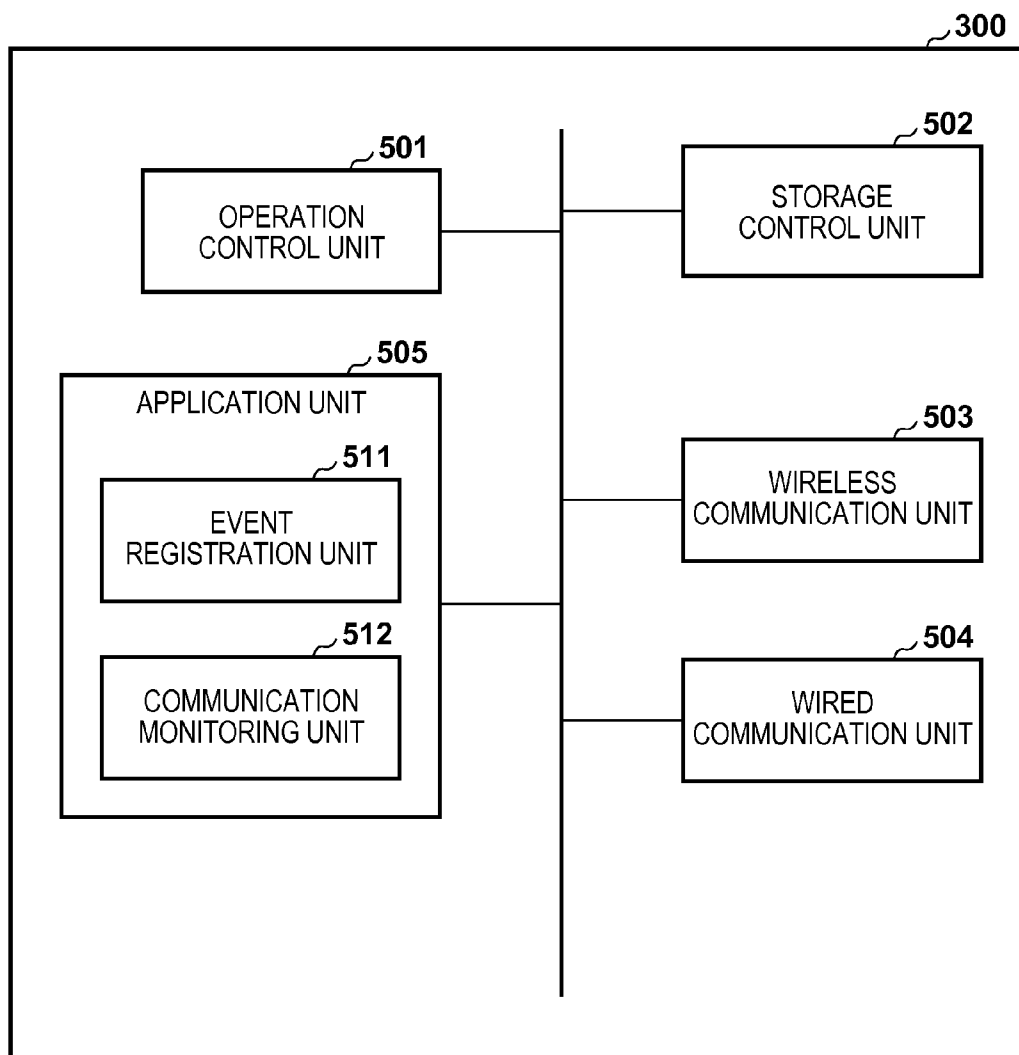 300
501
OPERATION
CONTROL UNIT
502
STORAGE
CONTROL UNIT
505
APPLICATION UNIT
511
EVENT
REGISTRATION UNIT
512
COMMUNICATION
MONITORING UNIT
503
WIRELESS
COMMUNICATION UNIT
504
WIRED
COMMUNICATION UNIT